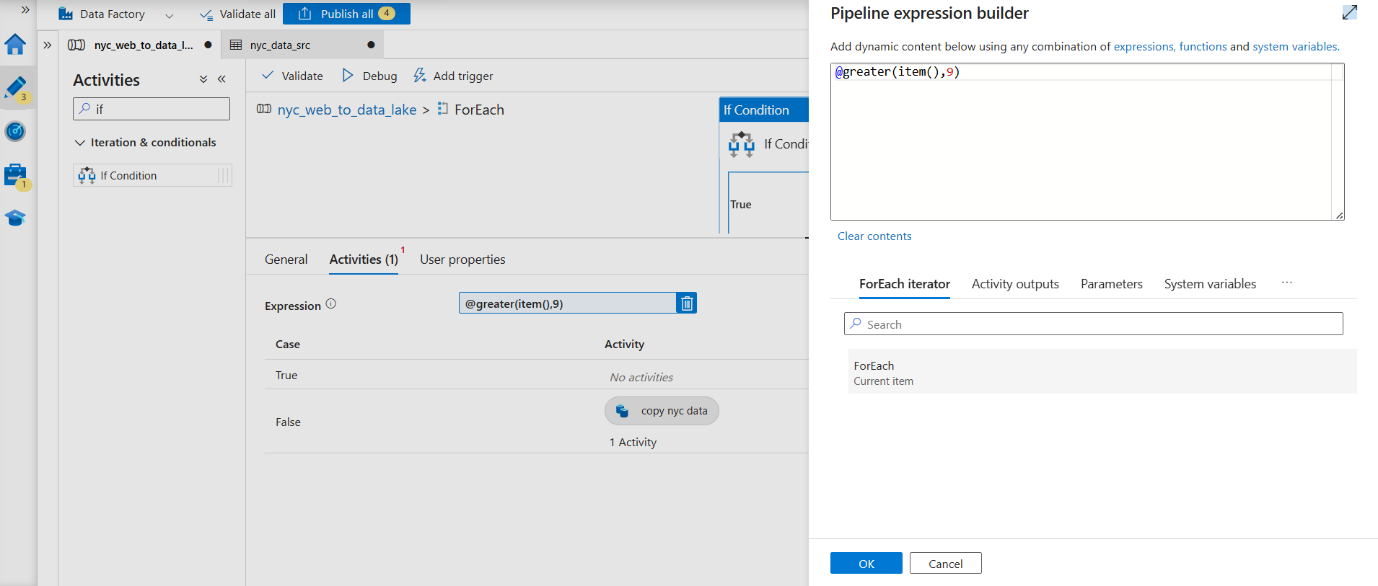 Data Factory
Validate all
Publish all 4
Pipeline expression builder
nyc_web_to_data_l...
nyc_data_src
Add dynamic content below using any combination of expressions, functions and system variables.
@greater(item(),9)
Activities
Validate
Debug
Add trigger
if
nyc_web_to_data_lake > ForEach
If Condition
Iteration & conditionals
If Condition
If Condi
True
3
1
Clear contents
General
Activities (1) 1
User properties
ForEach iterator
Activity outputs
Parameters
System variables
...
Expression
@greater(item(),9)
Search
Case
Activity
True
No activities
ForEach
Current item
False
copy nyc data
1 Activity
OK
Cancel